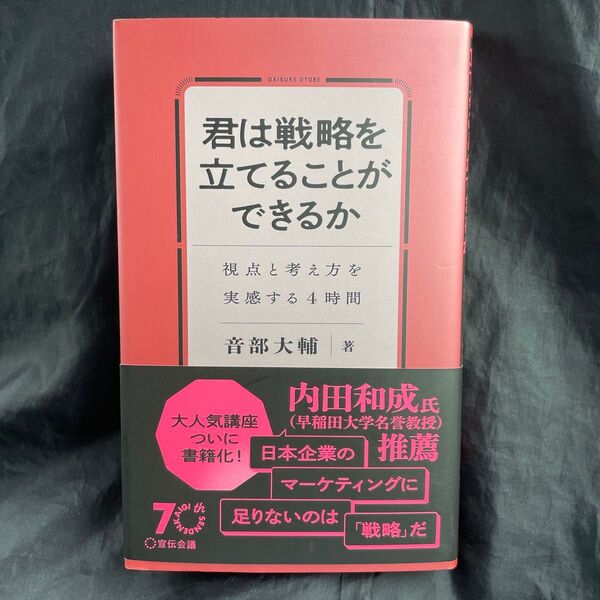 DAISUKE OTOBE
君は戦略を
立てることが
できるか
視点と考え方を
実感する4時間
音部大輔 著
内田和成氏
(早稲田大学名誉教授)
推薦
大人気講座
ついに
書籍化!
日本企業の
マーケティングに
足りないのは
「戦略」だ
70th SENDENKAIGI
宣伝会議